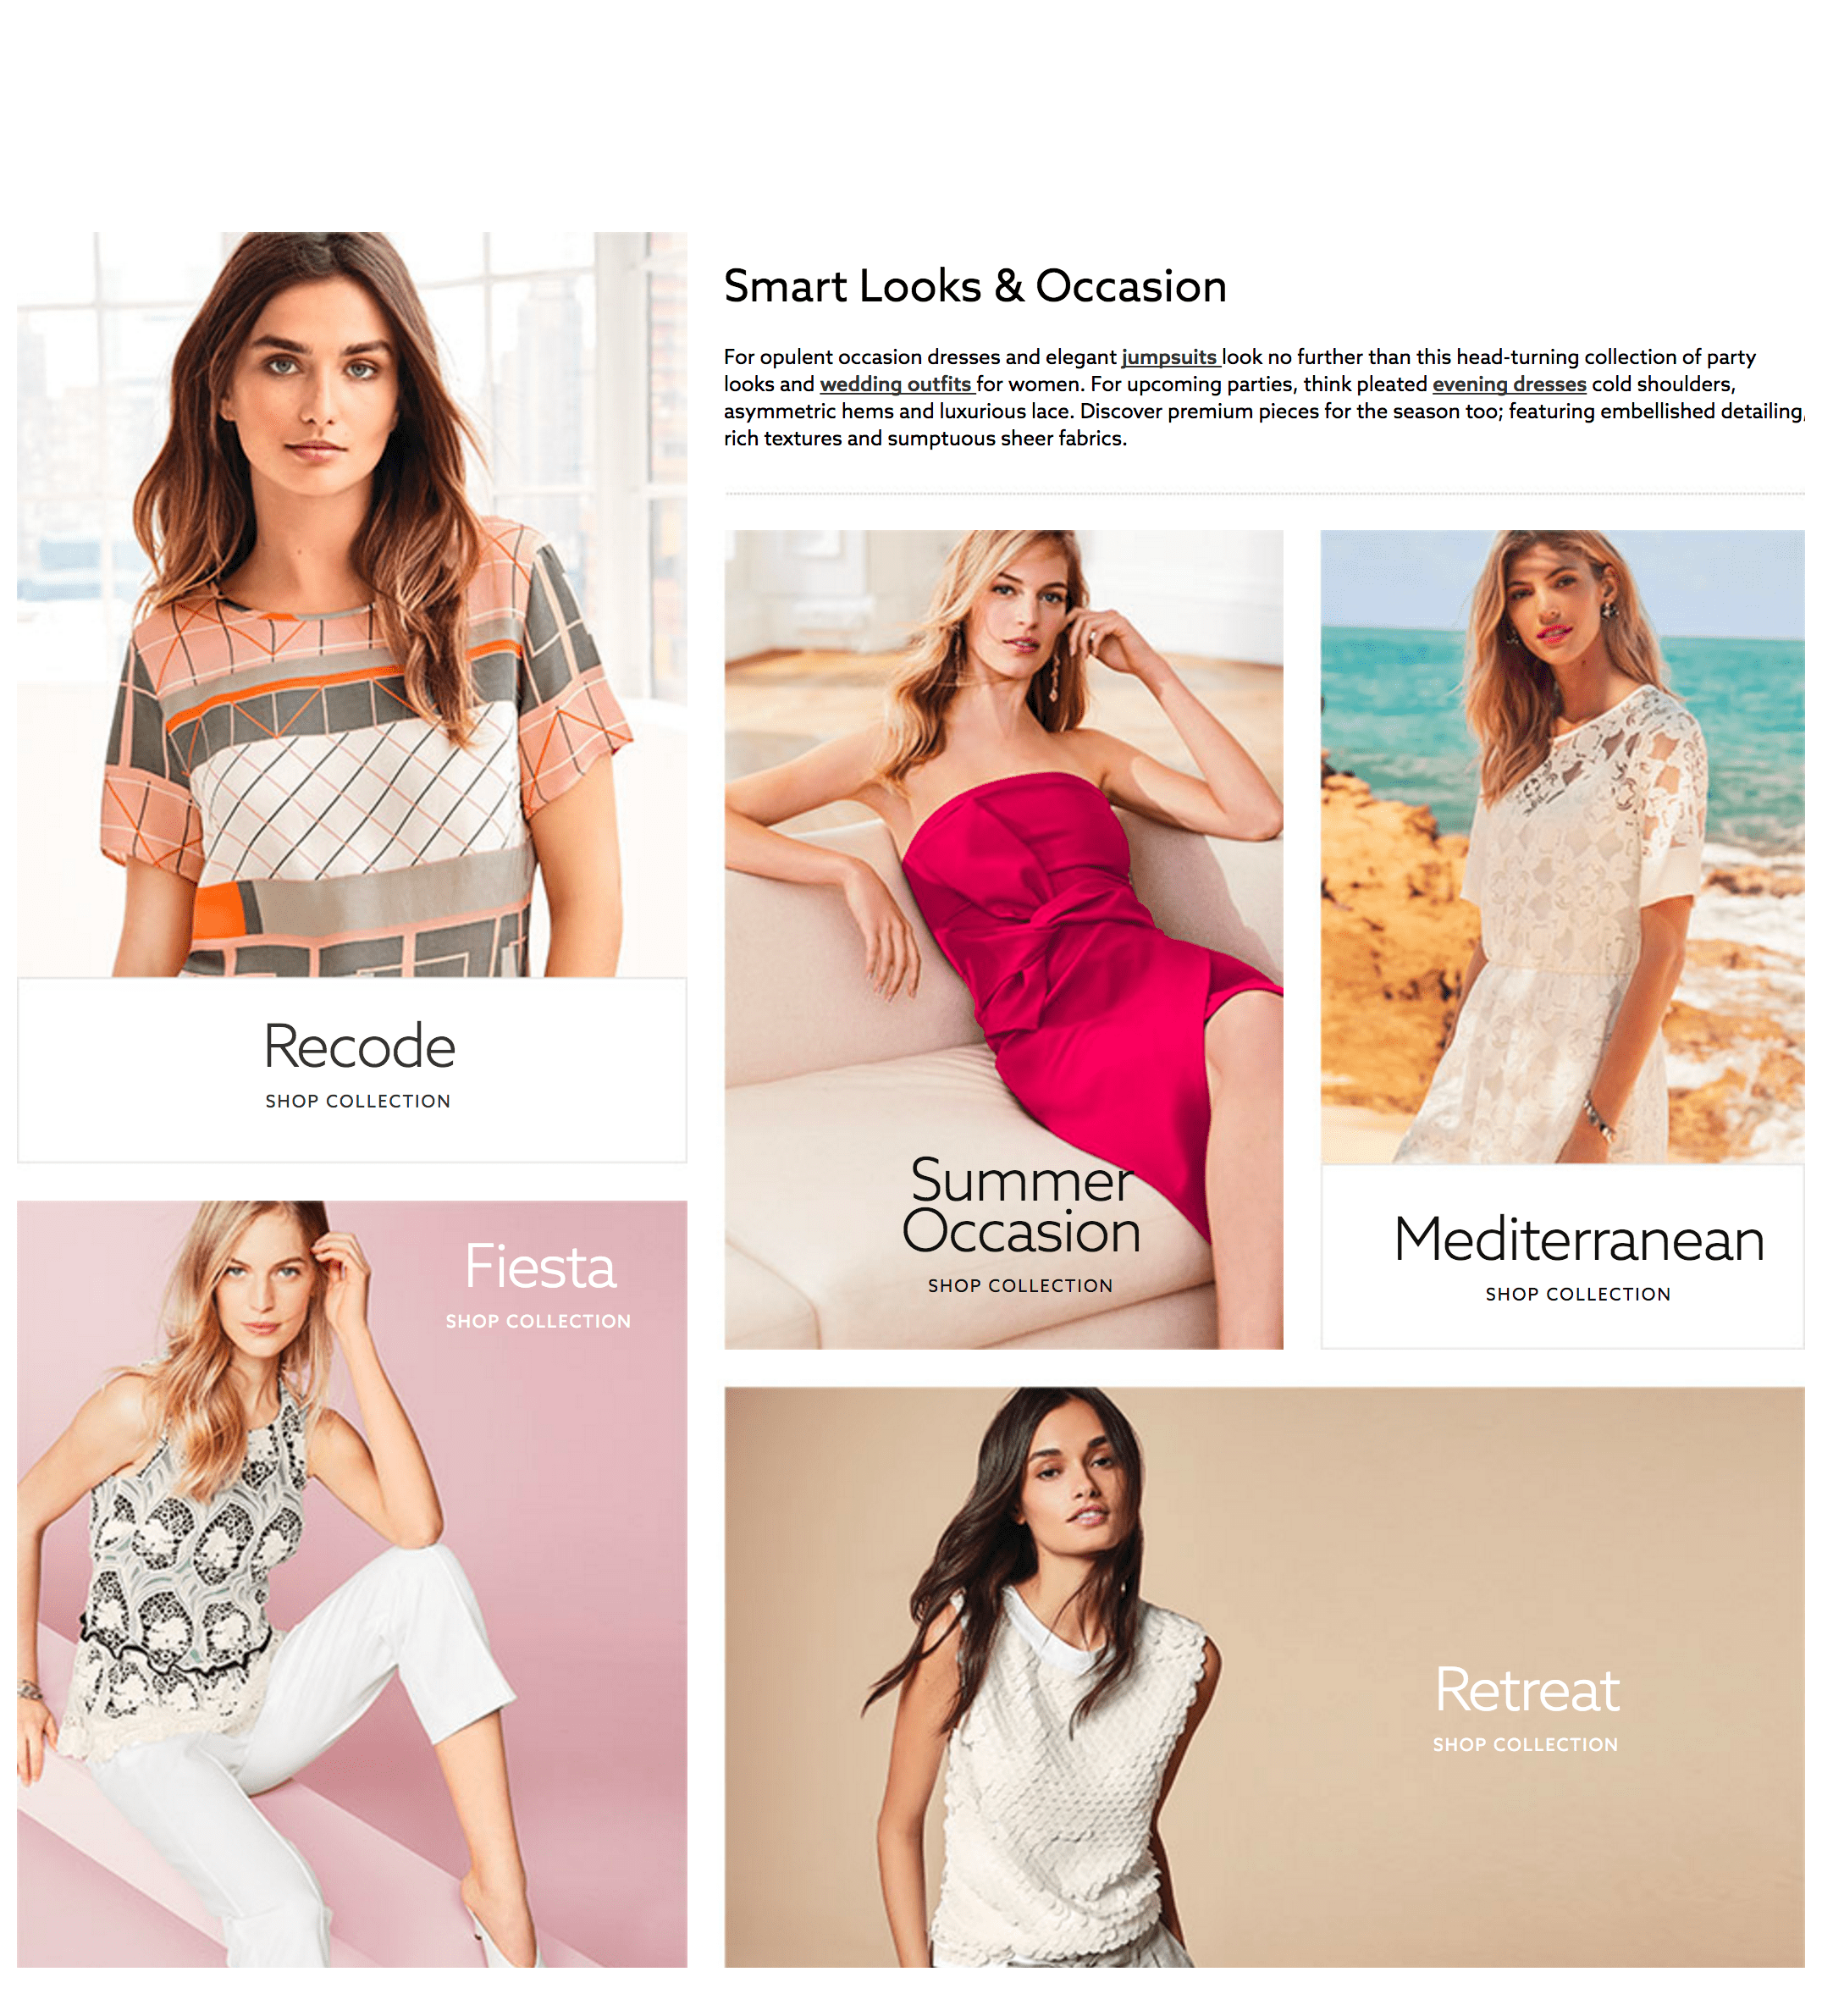 Smart Looks & Occasion
For opulent occasion dresses and elegant jumpsuits look no further than this head-turning collection of party
looks and wedding outfits for women. For upcoming parties, think pleated evening dresses cold shoulders,
asymmetric hems and luxurious lace. Discover premium pieces for the season too; featuring embellished detailing,
rich textures and sumptuous sheer fabrics.
Recode
SHOP COLLECTION
Summer
Occasion
SHOP COLLECTION
Mediterranean
SHOP COLLECTION
Fiesta
SHOP COLLECTION
Retreat
SHOP COLLECTION